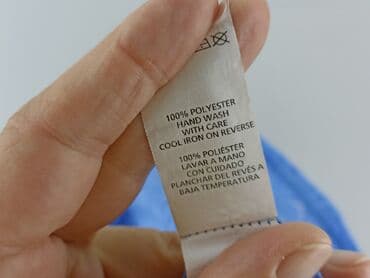 100% POLYESTER
HAND WASH
WITH CARE
COOL IRON ON REVERSE
100% POLIÉSTER
LAVAR A MANO
CON CUIDADO
PLANCHAR DEL REVÉS A
BAJA TEMPERATURA